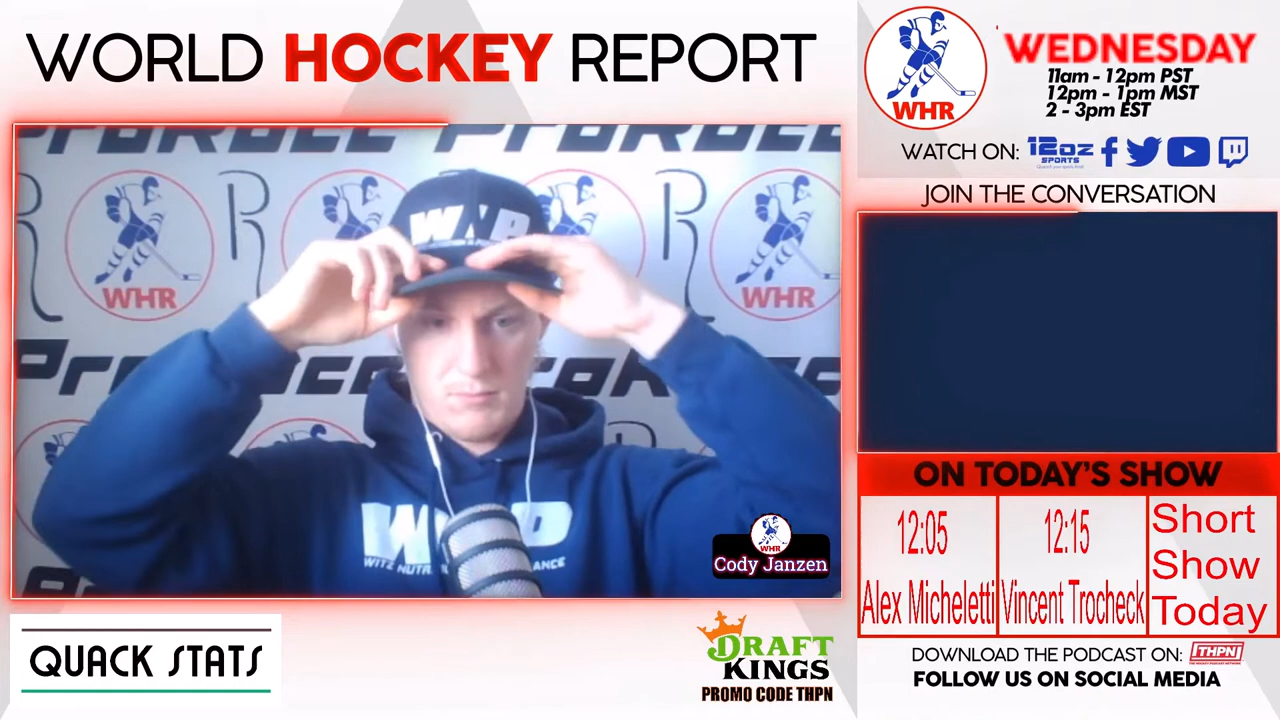 WORLD HOCKEY REPORT
WHR
WEDNESDAY
11am - 12pm PST
12pm - 1pm MST
2 - 3pm EST
WATCH ON: 12OZ SPORTS
JOIN THE CONVERSATION
WHR
WHR
WNP
WNP
WHR
Cody Janzen
ON TODAY'S SHOW
12:05
Alex Micheletti
12:15
Vincent Trocheck
Short
Show
Today
QUACK STATS
DRAFT
KINGS
PROMO CODE THPN
DOWNLOAD THE PODCAST ON: THPN
FOLLOW US ON SOCIAL MEDIA